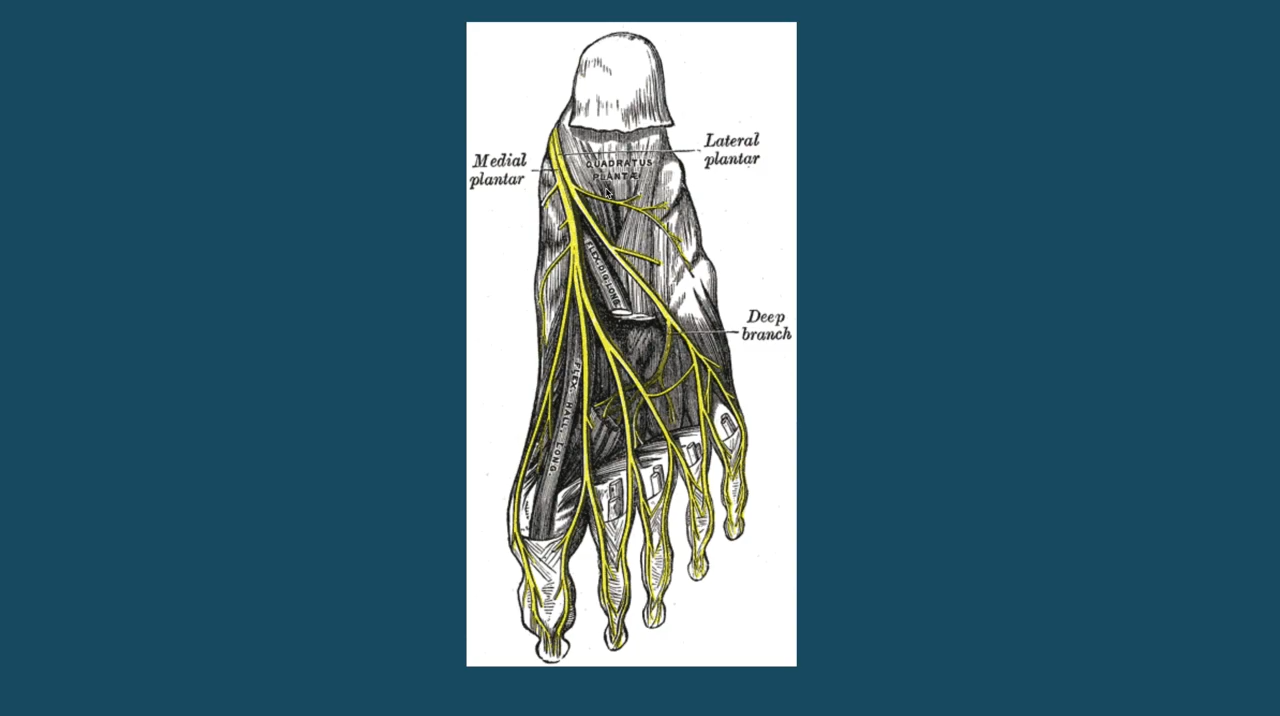 Lateral
plantar
Medial
plantar
QUADRATUS
PLANTÆ
FLEX. DIG. LONG.
Deep
branch
FLEX. HALL. LONG.